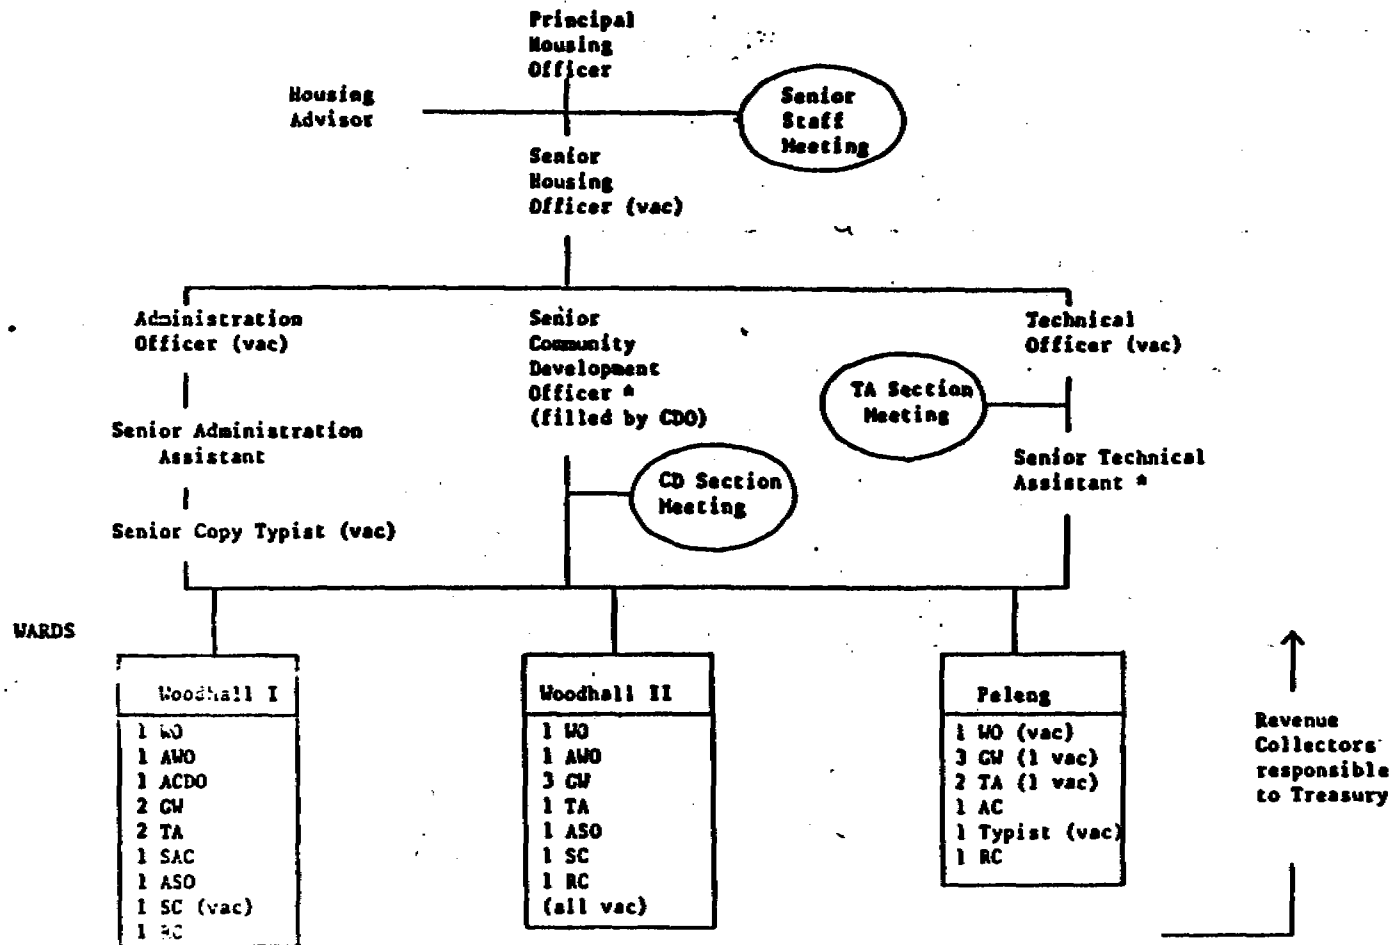 Principal
Housing
Officer
Housing
Advisor
Senior
Staff
Meeting
Senior
Housing
Officer (vac)
Administration
Officer (vac)
Senior
Community
Development
Officer *
(filled by CDO)
Technical
Officer (vac)
TA Section
Meeting
Senior Administration
Assistant
CD Section
Meeting
Senior Technical
Assistant *
Senior Copy Typist (vac)
WARDS
Woodhall I
1 WO
1 AWO
1 ACDO
2 GW
2 TA
1 SAC
1 ASO
1 SC (vac)
1 RC
Woodhall II
1 WO
1 AWO
3 GW
1 TA
1 ASO
1 SC
1 RC
(all vac)
Peleng
1 WO (vac)
3 GW (1 vac)
2 TA (1 vac)
1 AC
1 Typist (vac)
1 RC
Revenue
Collectors
responsible
to Treasury